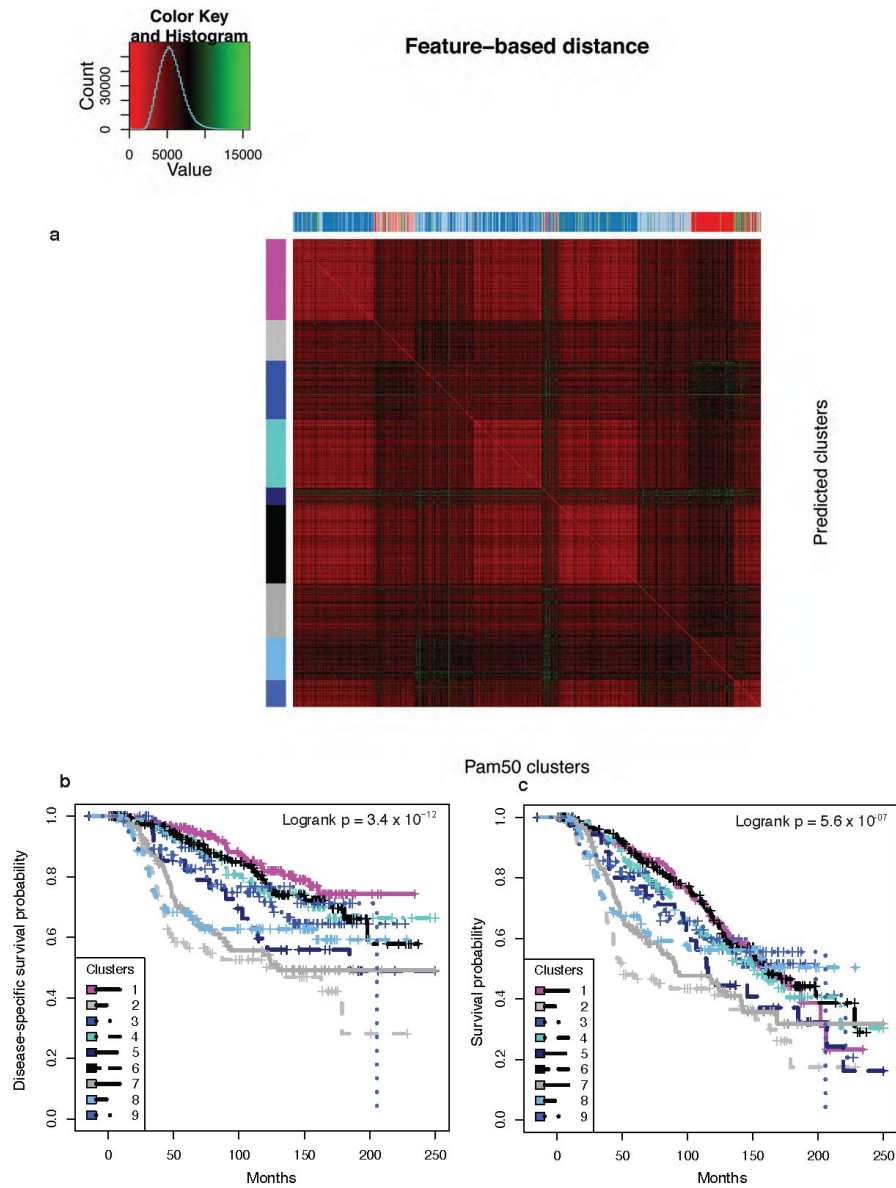 Color Key
and Histogram
Feature–based distance
Count
0 30000
0 5000 15000
Value
a
Predicted clusters
Pam50 clusters
b
Logrank p = 3.4 x 10⁻¹²
Disease-specific survival probability
1.0
0.8
0.6
0.4
0.2
0.0
Clusters
1
2
3
4
5
6
7
8
9
0 50 100 150 200 250
Months
c
Logrank p = 5.6 x 10⁻⁰⁷
Survival probability
1.0
0.8
0.6
0.4
0.2
0.0
Clusters
1
2
3
4
5
6
7
8
9
0 50 100 150 200 250
Months